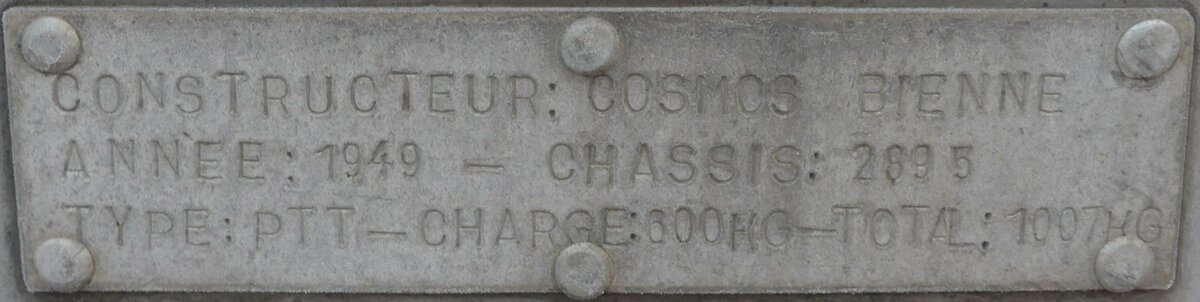 CONSTRUCTEUR: COSMOS BIENNE
ANNEE: 1949 — CHASSIS: 2895
TYPE: PTT — CHARGE: 600KG — TOTAL: 1007KG